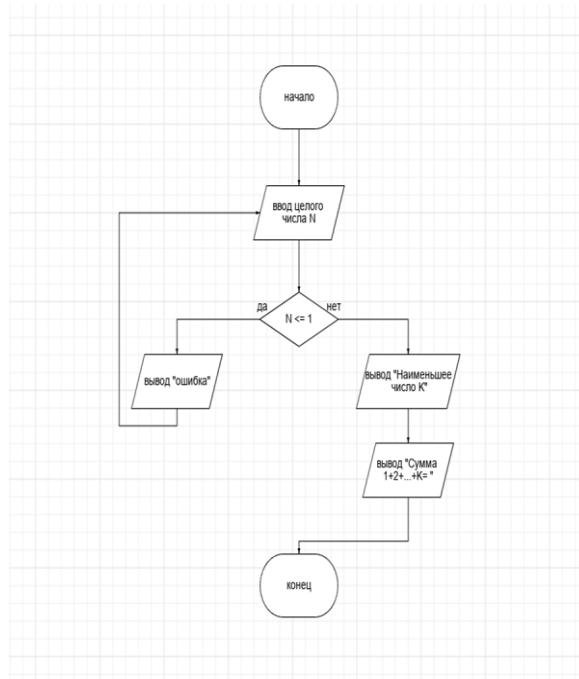 начало
ввод целого
числа N
да
нет
N <= 1
вывод "ошибка"
вывод "Наименьшее
число K"
вывод "Сумма
1+2+...+K= "
конец